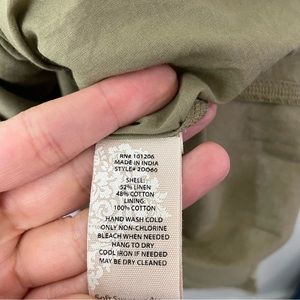 RN# 101206
MADE IN INDIA
STYLE# 2DD60
SHELL:
52% LINEN
48% COTTON
LINING:
100% COTTON
HAND WASH COLD
ONLY NON-CHLORINE
BLEACH WHEN NEEDED
HANG TO DRY
COOL IRON IF NEEDED
MAY BE DRY CLEANED